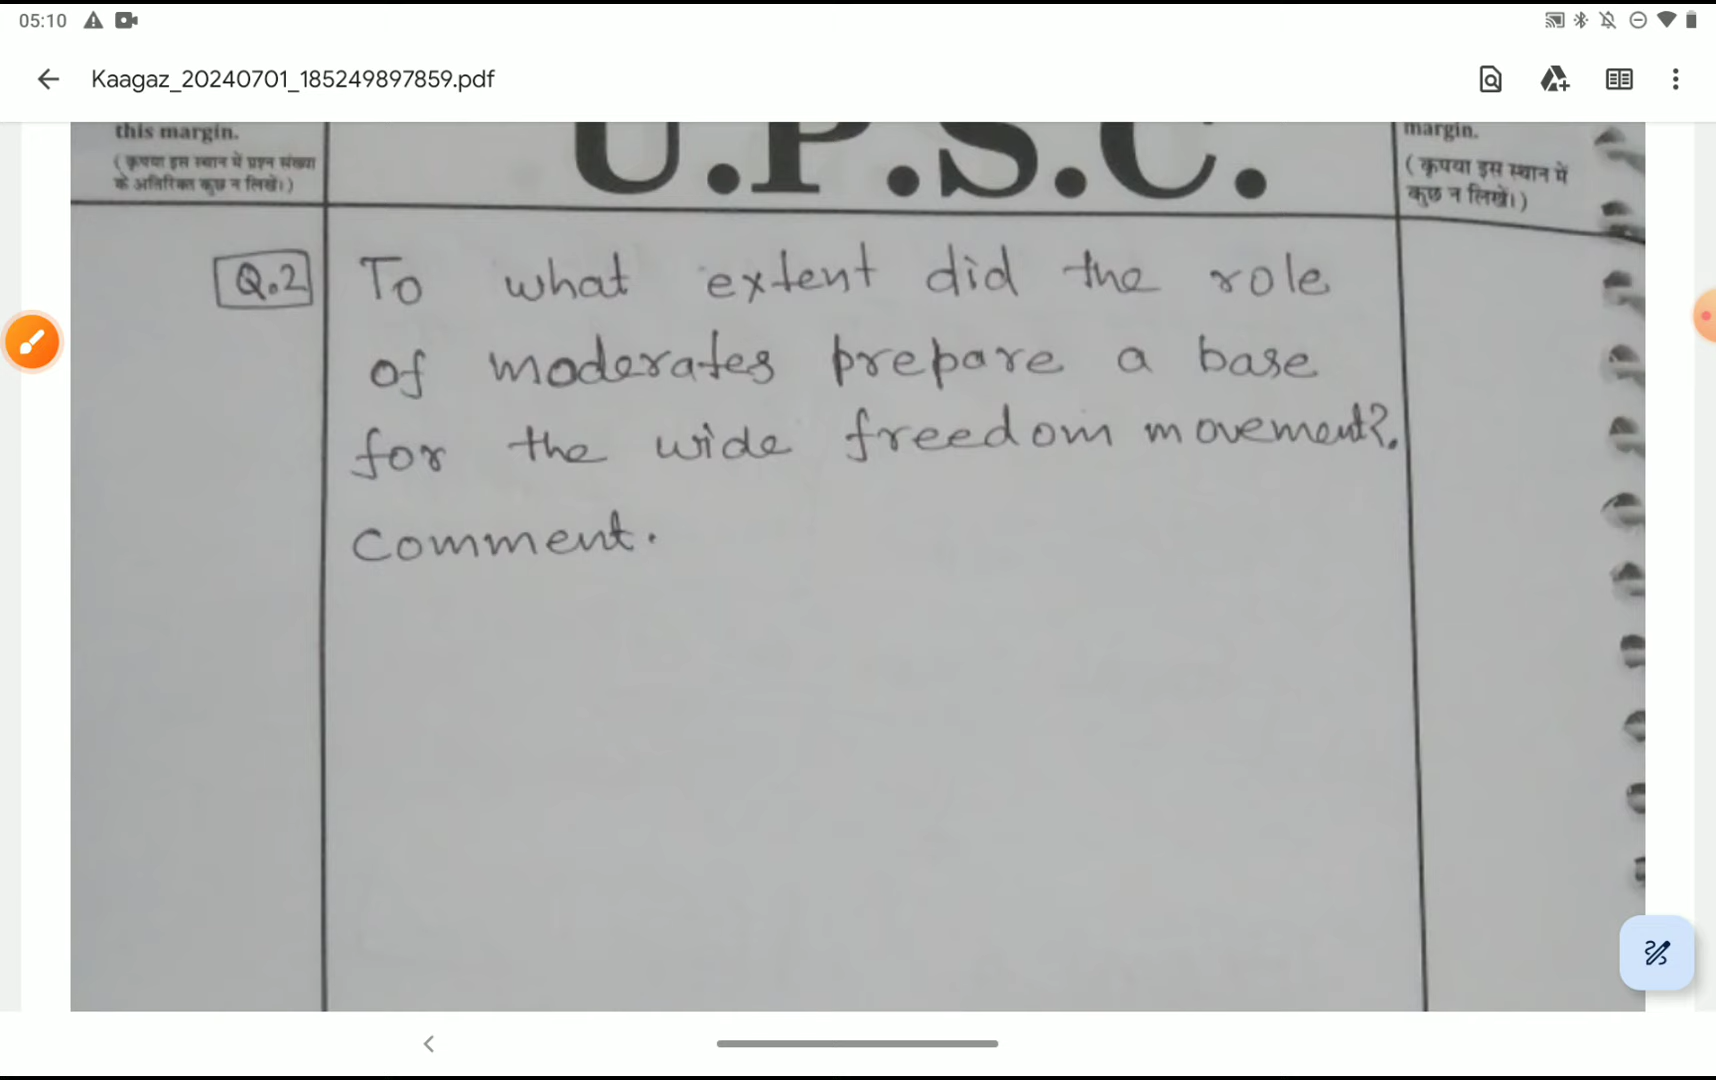 05:10
Kaagaz_20240701_185249897859.pdf
this margin.
(कृपया इस स्थान में प्रश्न संख्या
के अतिरिक्त कुछ न लिखें।)
U.P.S.C.
margin.
(कृपया इस स्थान में
कुछ न लिखें।)
Q.2 To what extent did the role
of moderates prepare a base
for the wide freedom movement?.
Comment.